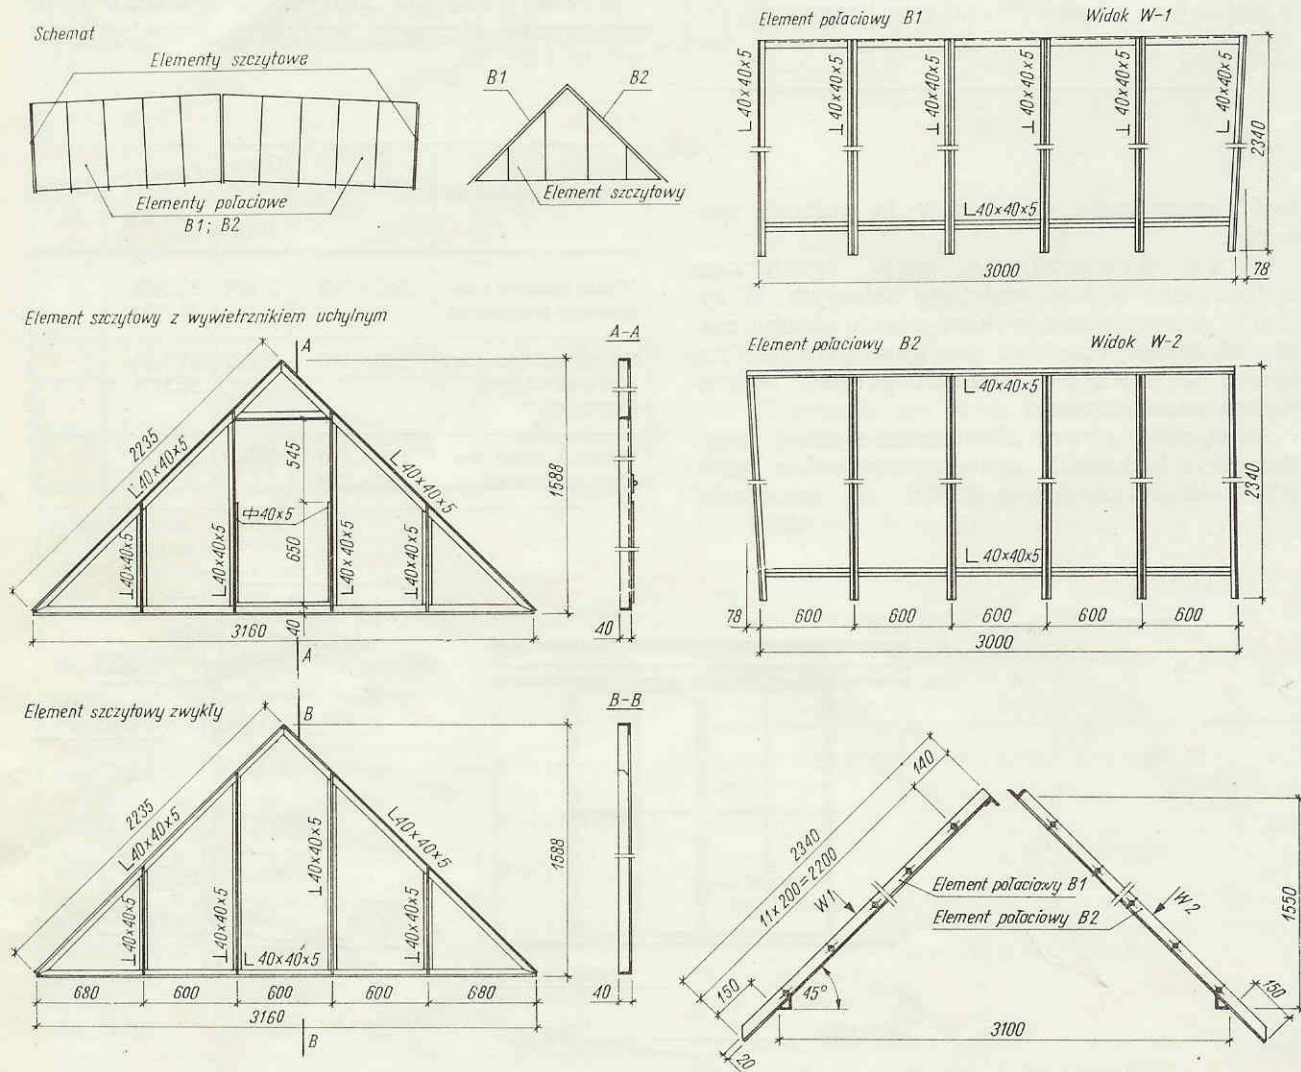 Schemat
Elementy szczytowe
Elementy połaciowe
B1; B2
B1
B2
Element szczytowy
Element połaciowy B1
Widok W-1
L 40×40×5
⊥ 40×40×5
⊥ 40×40×5
⊥ 40×40×5
⊥ 40×40×5
L 40×40×5
2340
L 40×40×5
3000
78
Element szczytowy z wywietrznikiem uchylnym
A
A-A
2235
L 40×40×5
L 40×40×5
545
1588
40×5
⊥ 40×40×5
L 40×40×5
650
L 40×40×5
⊥ 40×40×5
40
3160
40
A
Element połaciowy B2
Widok W-2
L 40×40×5
2340
L 40×40×5
78
600
600
600
600
600
3000
Element szczytowy zwykły
B
B-B
2235
L 40×40×5
L 40×40×5
1588
⊥ 40×40×5
⊥ 40×40×5
⊥ 40×40×5
⊥ 40×40×5
L 40×40×5
680
600
600
600
680
40
3160
B
140
2340
11×200=2200
W1
Element połaciowy B1
Element połaciowy B2
W2
1550
150
45°
150
3100
20